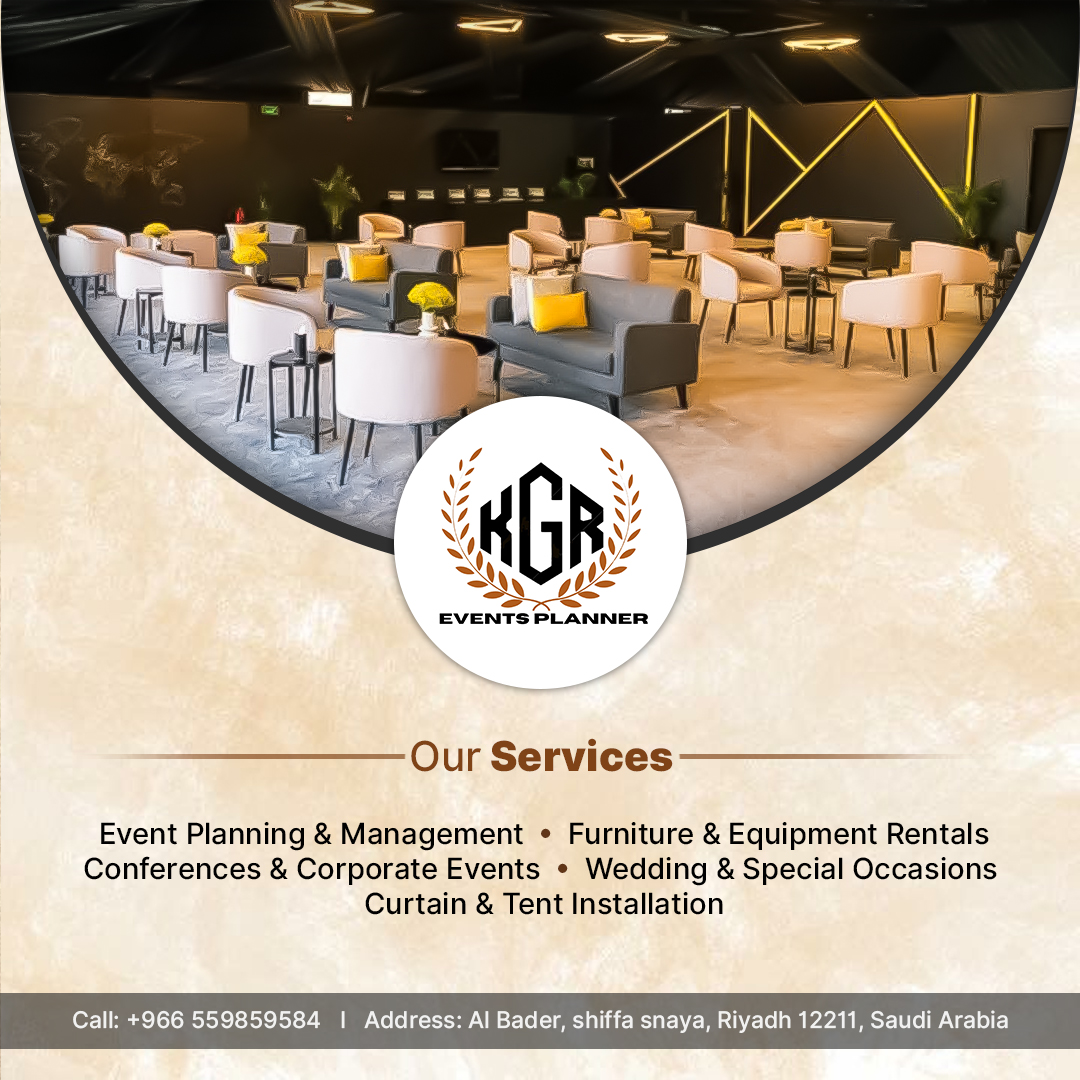 KGR
EVENTS PLANNER
Our Services
Event Planning & Management • Furniture & Equipment Rentals
Conferences & Corporate Events • Wedding & Special Occasions
Curtain & Tent Installation
Call: +966 559859584 | Address: Al Bader, shiffa snaya, Riyadh 12211, Saudi Arabia